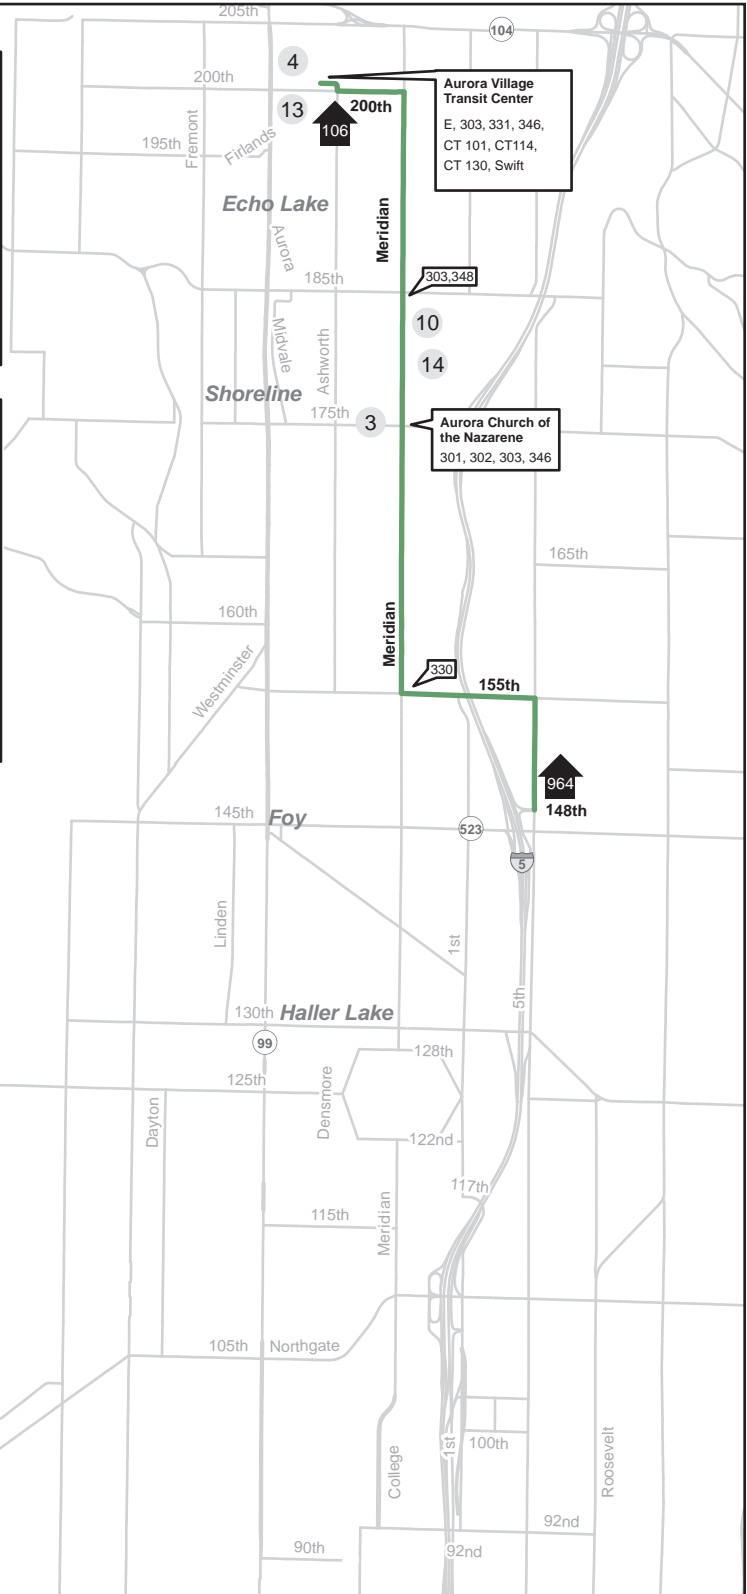 205th
104
4
200th
Aurora Village
Transit Center
E, 303, 331, 346,
CT 101, CT114,
CT 130, Swift
13
200th
106
Fremont
195th
Firlands
Echo Lake
Meridian
Aurora
185th
303,348
10
Midvale
Ashworth
14
Shoreline
175th
3
Aurora Church of
the Nazarene
301, 302, 303, 346
165th
160th
Meridian
Westminster
330
155th
964
148th
145th
Foy
523
5
Linden
1st
5th
130th
Haller Lake
99
128th
125th
Densmore
Dayton
122nd
117th
115th
Meridian
105th
Northgate
College
1st
100th
Roosevelt
92nd
90th
92nd